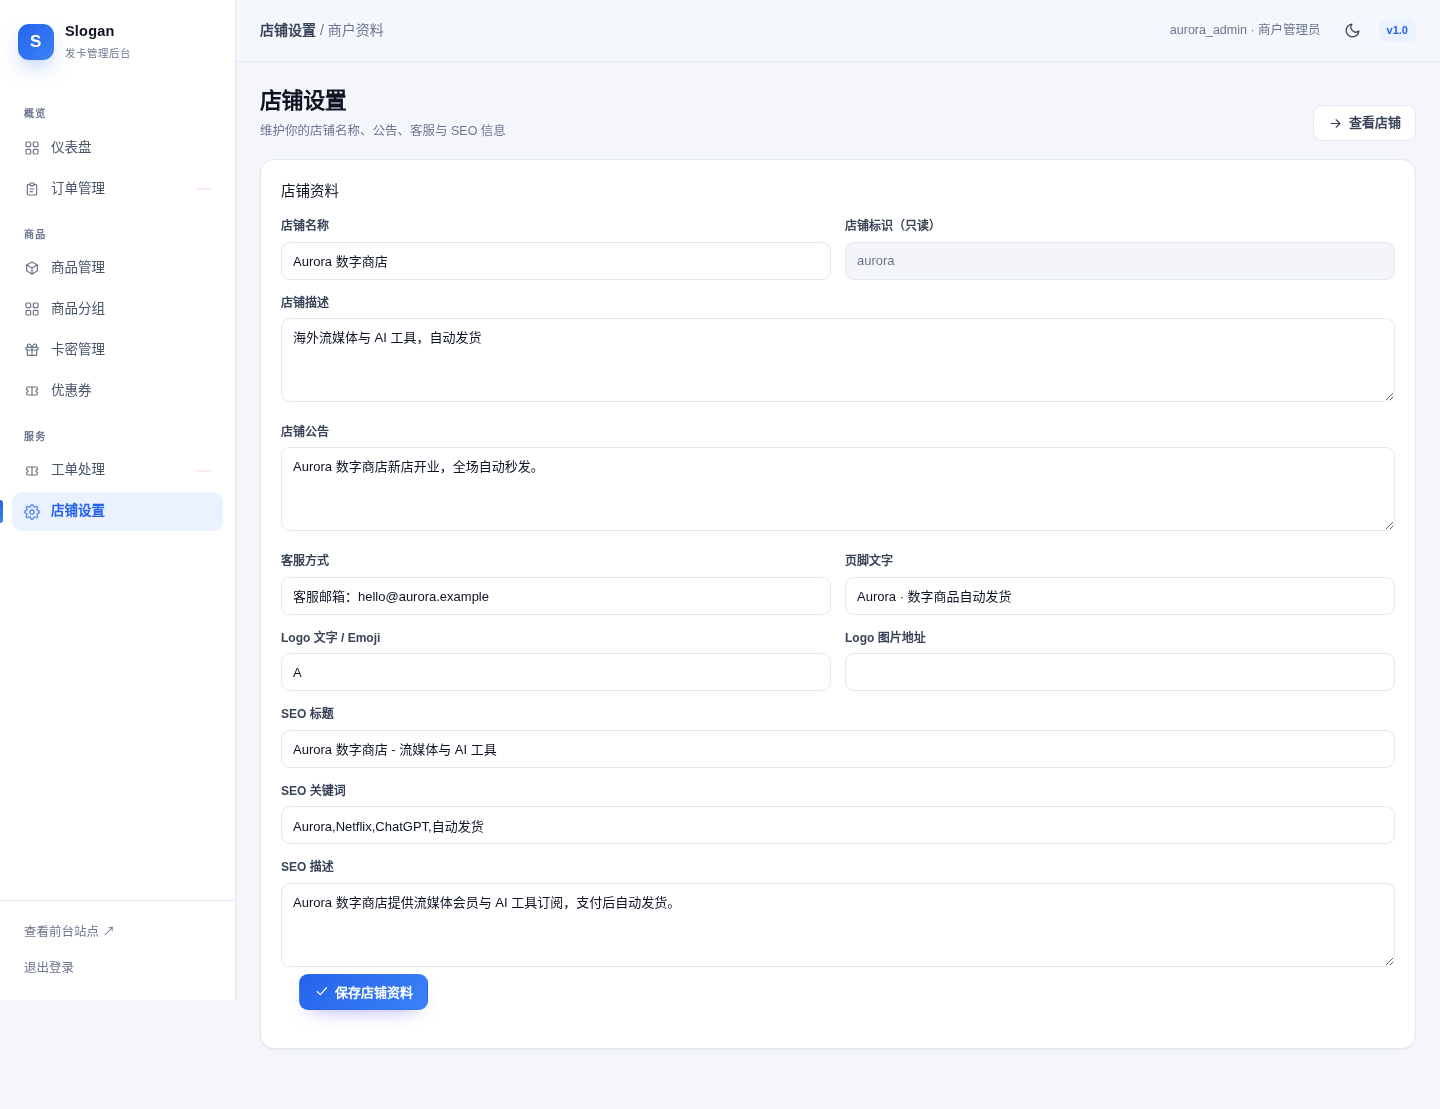 S
Slogan
发卡管理后台
概览
仪表盘
订单管理
—
商品
商品管理
商品分组
卡密管理
优惠券
服务
工单处理
—
店铺设置
查看前台站点 ↗
退出登录
店铺设置 / 商户资料
aurora_admin · 商户管理员
v1.0
店铺设置
维护你的店铺名称、公告、客服与 SEO 信息
→ 查看店铺
店铺资料
店铺名称
店铺标识（只读）
Aurora 数字商店
aurora
店铺描述
海外流媒体与 AI 工具，自动发货
店铺公告
Aurora 数字商店新店开业，全场自动秒发。
客服方式
页脚文字
客服邮箱：hello@aurora.example
Aurora · 数字商品自动发货
Logo 文字 / Emoji
Logo 图片地址
A
SEO 标题
Aurora 数字商店 - 流媒体与 AI 工具
SEO 关键词
Aurora,Netflix,ChatGPT,自动发货
SEO 描述
Aurora 数字商店提供流媒体会员与 AI 工具订阅，支付后自动发货。
保存店铺资料